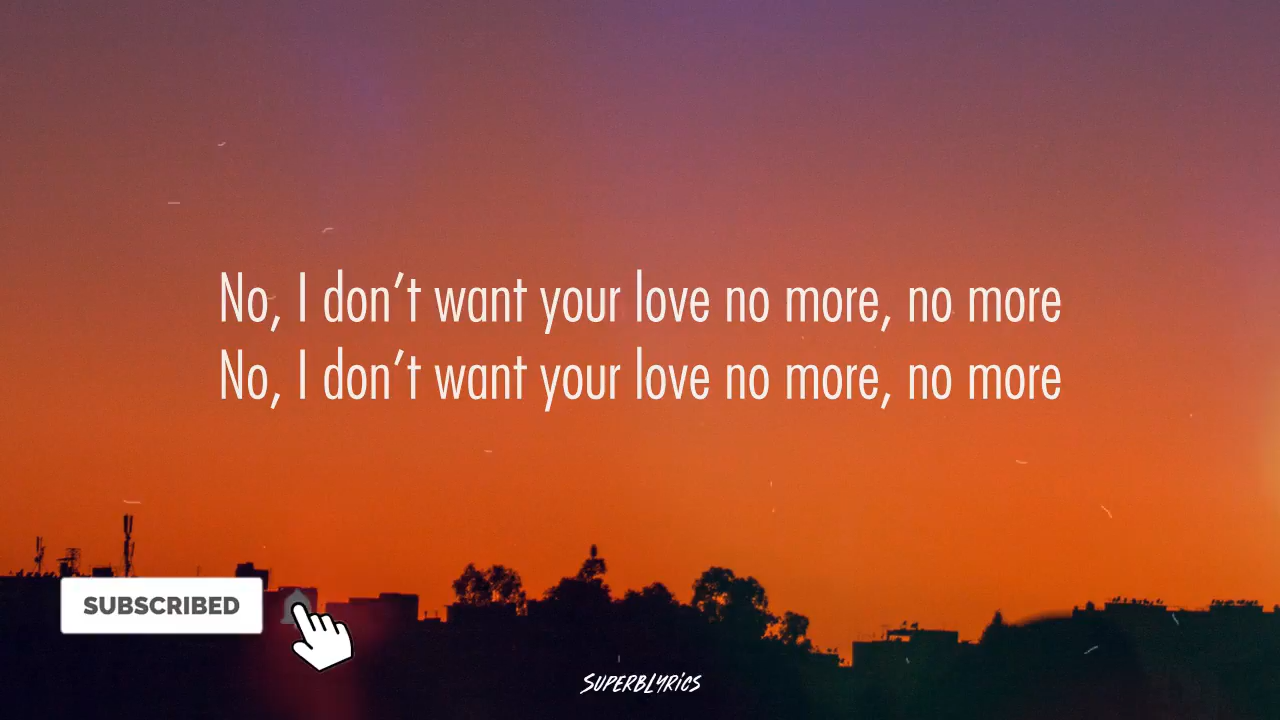 No, I don’t want your love no more, no more
No, I don’t want your love no more, no more
SUBSCRIBED
SUPERBLYRICS